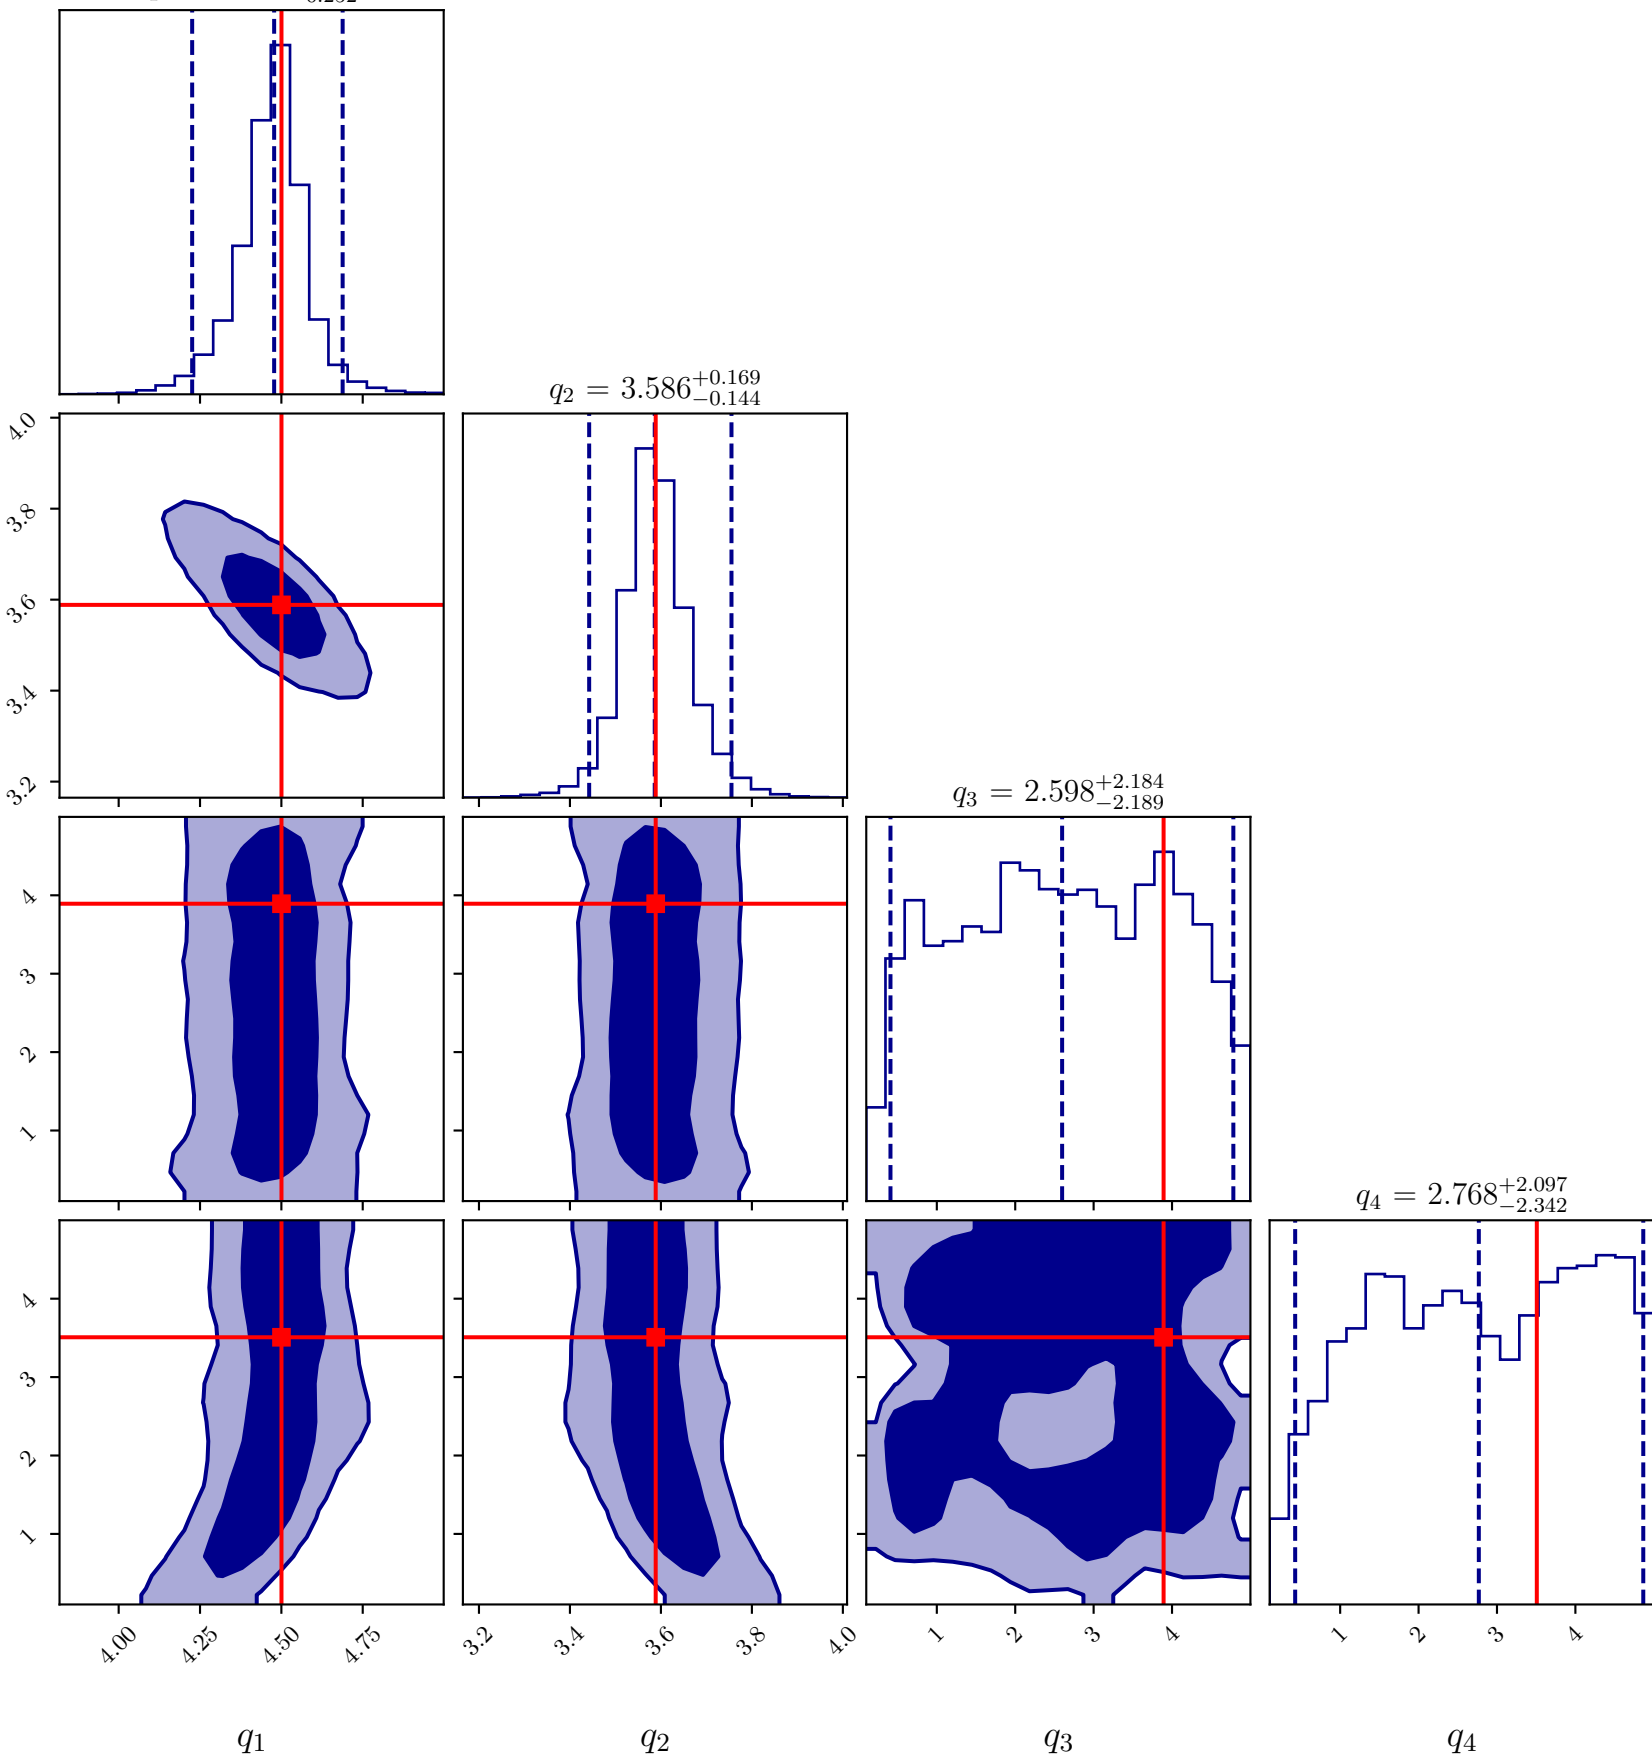 q₂ = 3.586 +0.169 −0.144
4.0
3.8
3.6
3.4
3.2
q₃ = 2.598 +2.184 −2.189
4
3
2
1
q₄ = 2.768 +2.097 −2.342
4
3
2
1
4.00 4.25 4.50 4.75 3.2 3.4 3.6 3.8 4.0 1 2 3 4 1 2 3 4
q₁ q₂ q₃ q₄